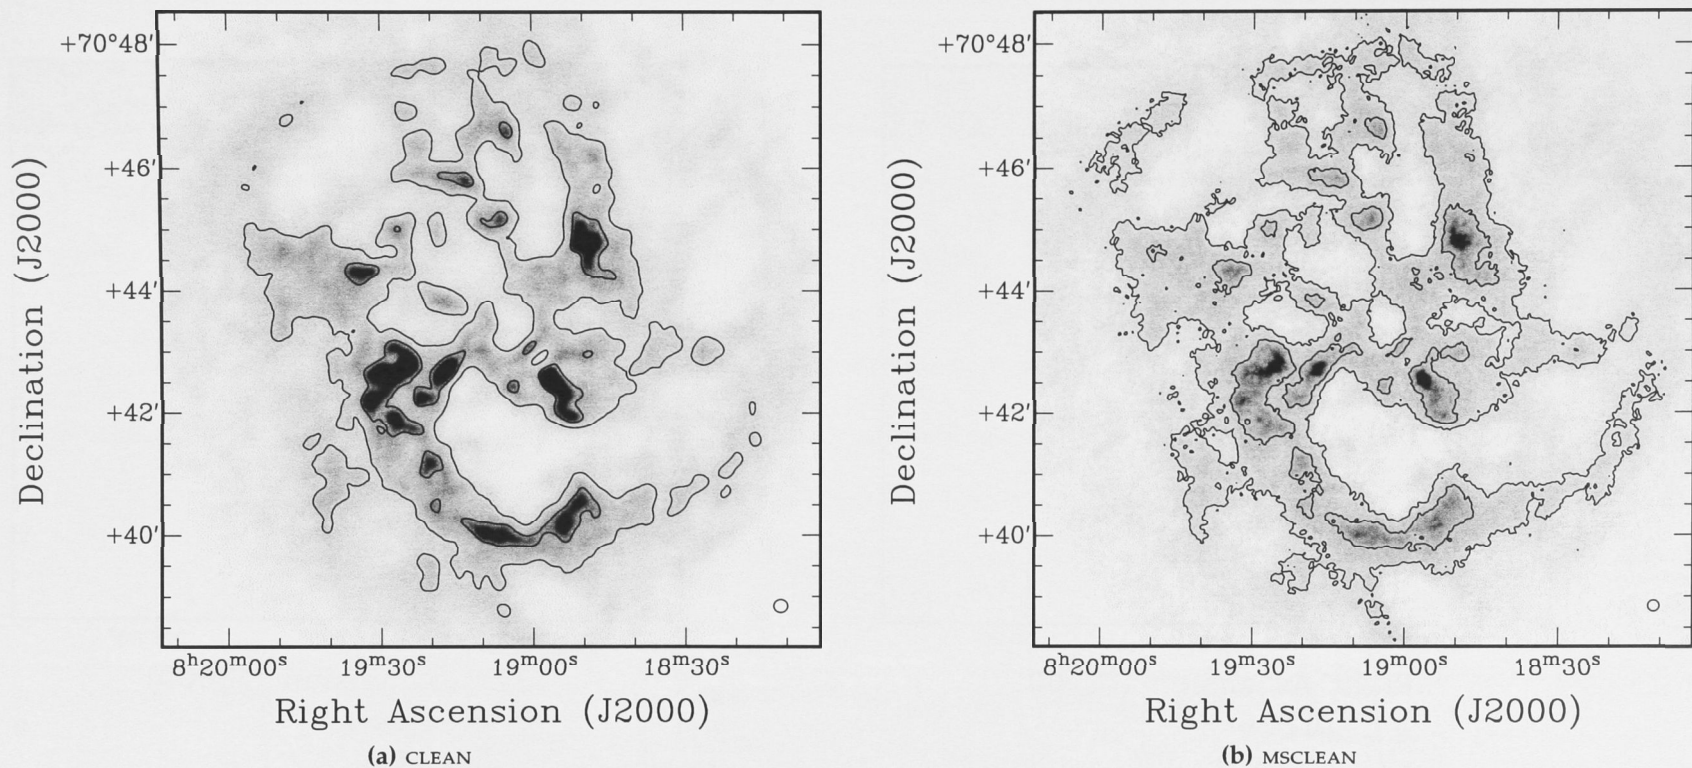 +70°48′
+46′
+44′
+42′
+40′
Declination (J2000)
8ʰ20ᵐ00ˢ 19ᵐ30ˢ 19ᵐ00ˢ 18ᵐ30ˢ
Right Ascension (J2000)
(a) CLEAN
+70°48′
+46′
+44′
+42′
+40′
Declination (J2000)
8ʰ20ᵐ00ˢ 19ᵐ30ˢ 19ᵐ00ˢ 18ᵐ30ˢ
Right Ascension (J2000)
(b) MSCLEAN